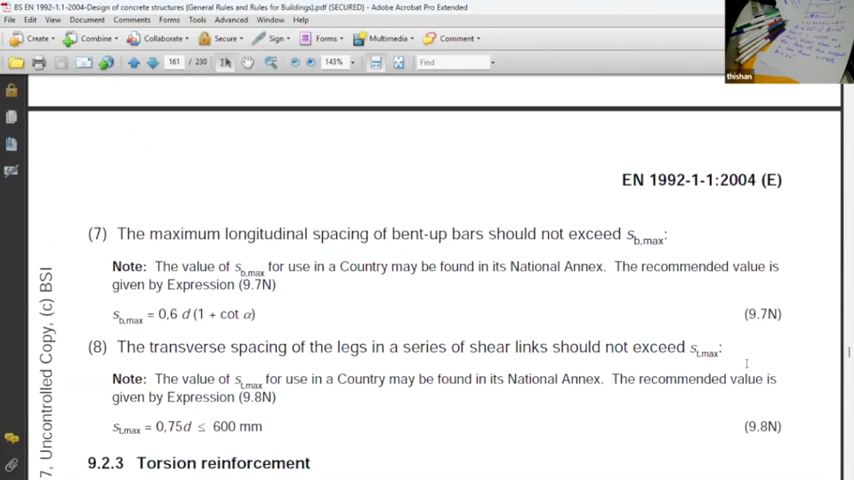 BS EN 1992-1.1-2004-Design of concrete structures (General Rules and Rules for Buildings).pdf (SECURED) - Adobe Acrobat Pro Extended
File Edit View Document Comments Forms Tools Advanced Window Help
Create Combine Collaborate Secure Sign Forms Multimedia Comment
161 / 230 143% Find
thishan
EN 1992-1-1:2004 (E)
(7) The maximum longitudinal spacing of bent-up bars should not exceed sb,max:
Note: The value of sb,max for use in a Country may be found in its National Annex. The recommended value is
given by Expression (9.7N)
sb,max = 0,6 d (1 + cot α) (9.7N)
(8) The transverse spacing of the legs in a series of shear links should not exceed st,max:
Note: The value of st,max for use in a Country may be found in its National Annex. The recommended value is
given by Expression (9.8N)
st,max = 0,75d ≤ 600 mm (9.8N)
9.2.3 Torsion reinforcement
7, Uncontrolled Copy, (c) BSI